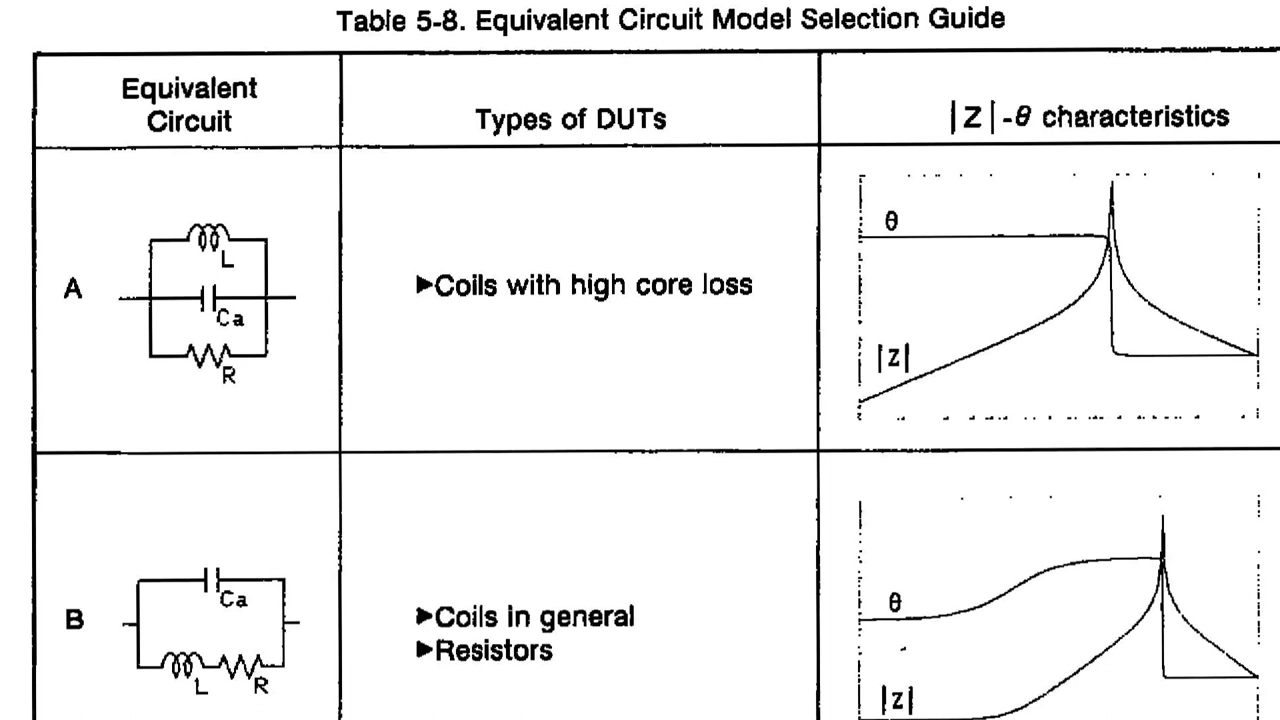 Table 5-8. Equivalent Circuit Model Selection Guide
Equivalent
Circuit
Types of DUTs
|Z|-θ characteristics
A
L
Ca
R
▶Coils with high core loss
θ
|Z|
B
Ca
L
R
▶Coils in general
▶Resistors
θ
|Z|